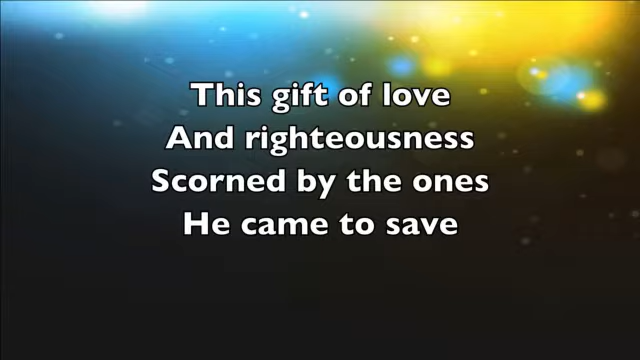 This gift of love
And righteousness
Scorned by the ones
He came to save